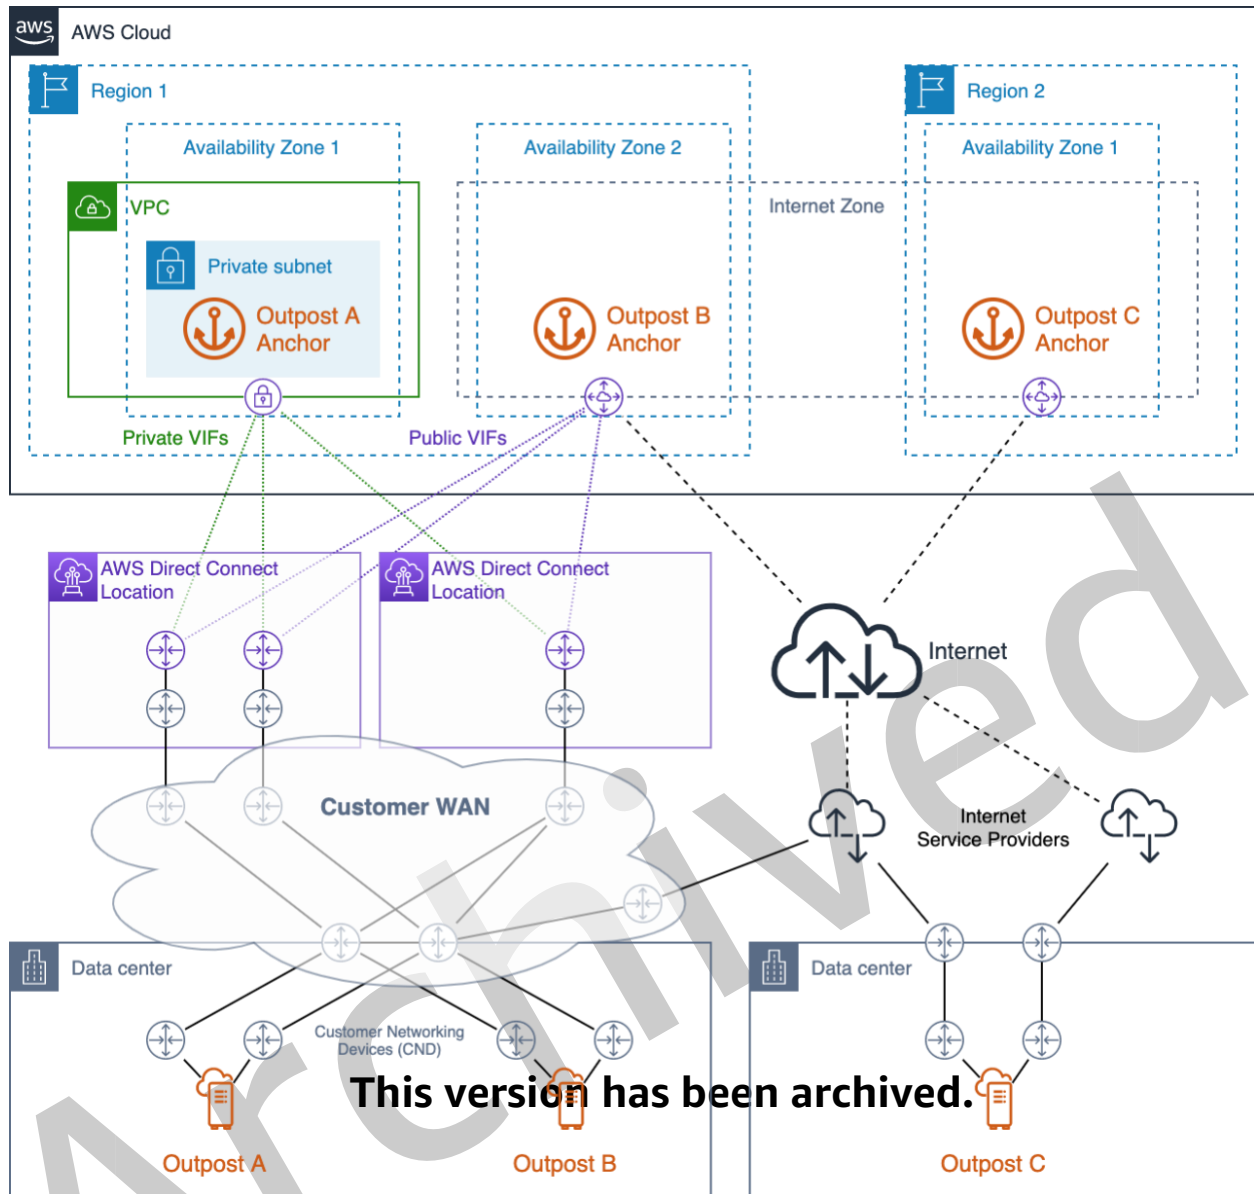 aws
AWS Cloud
Region 1
Region 2
Availability Zone 1
Availability Zone 2
Availability Zone 1
VPC
Internet Zone
Private subnet
Outpost A
Anchor
Outpost B
Anchor
Outpost C
Anchor
Private VIFs
Public VIFs
AWS Direct Connect
Location
AWS Direct Connect
Location
Internet
Customer WAN
Internet
Service Providers
Data center
Data center
Customer Networking
Devices (CND)
This version has been archived.
Outpost A
Outpost B
Outpost C
Archived